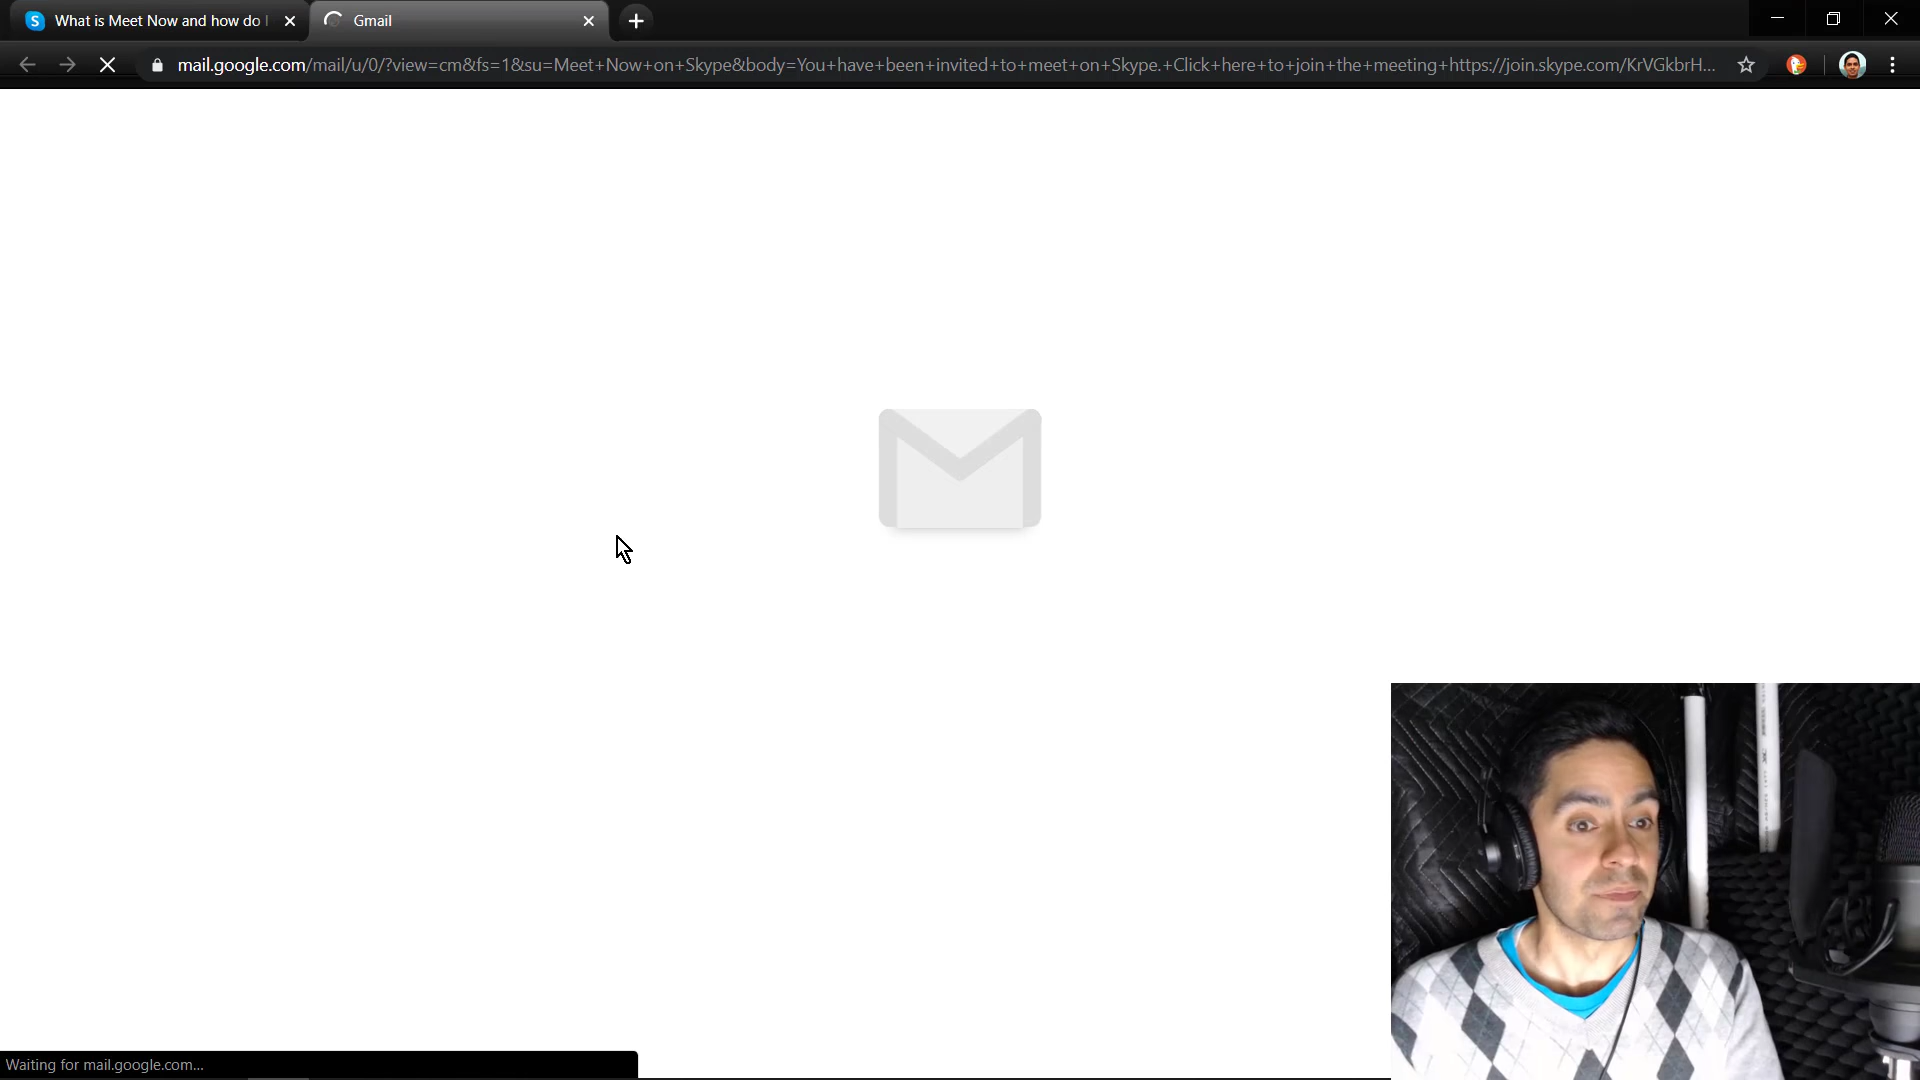 What is Meet Now and how do I
Gmail
mail.google.com/mail/u/0/?view=cm&fs=1&su=Meet+Now+on+Skype&body=You+have+been+invited+to+meet+on+Skype.+Click+here+to+join+the+meeting+https://join.skype.com/KrVGkbrH...
Waiting for mail.google.com...